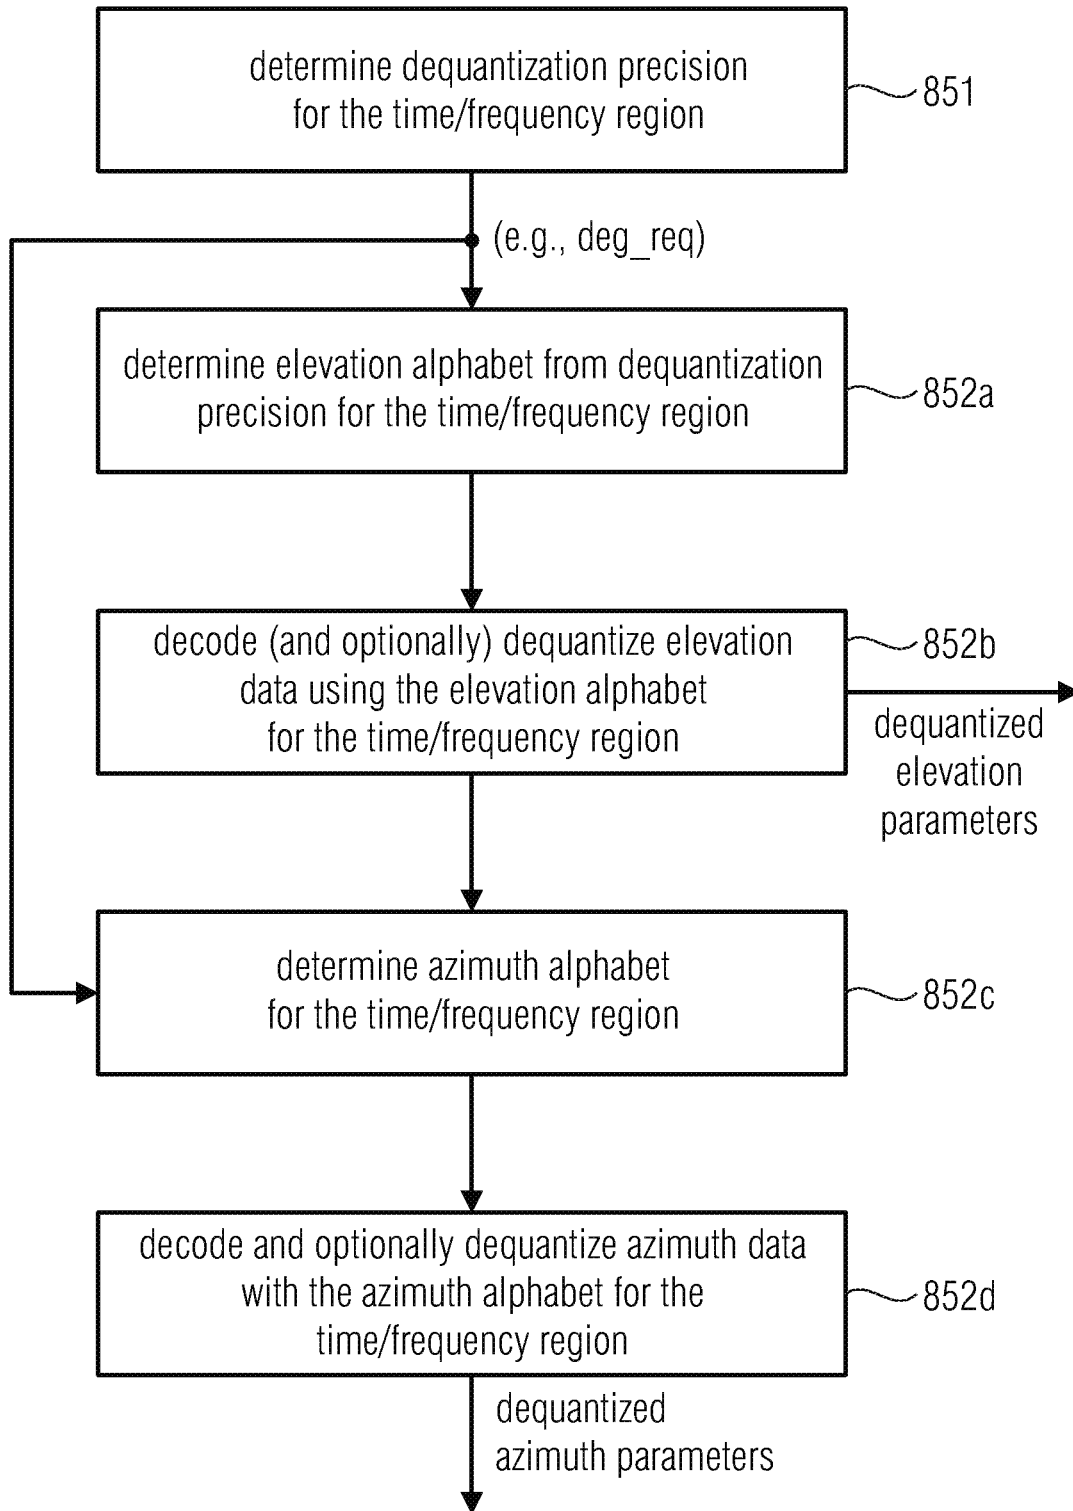 determine dequantization precision
for the time/frequency region
851
(e.g., deg_req)
determine elevation alphabet from dequantization
precision for the time/frequency region
852a
decode (and optionally) dequantize elevation
data using the elevation alphabet
for the time/frequency region
852b
dequantized
elevation
parameters
determine azimuth alphabet
for the time/frequency region
852c
decode and optionally dequantize azimuth data
with the azimuth alphabet for the
time/frequency region
852d
dequantized
azimuth parameters